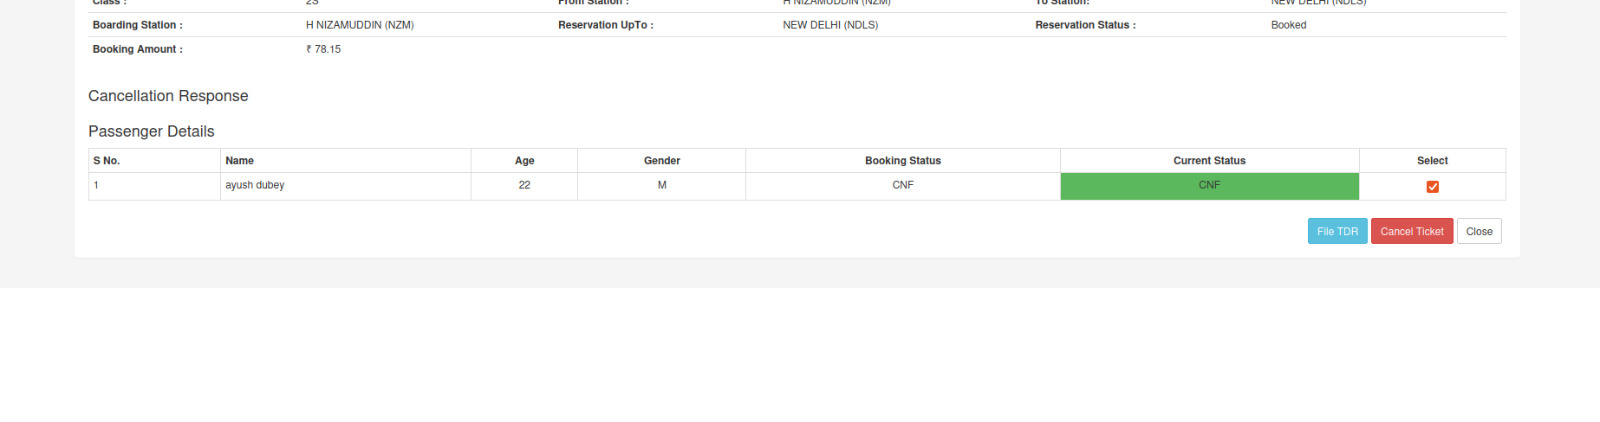 Class : 2S From Station : H NIZAMUDDIN (NZM) To Station: NEW DELHI (NDLS)
Boarding Station : H NIZAMUDDIN (NZM) Reservation UpTo : NEW DELHI (NDLS) Reservation Status : Booked
Booking Amount : ₹ 78.15
Cancellation Response
Passenger Details
S No. Name Age Gender Booking Status Current Status Select
1 ayush dubey 22 M CNF CNF
File TDR Cancel Ticket Close